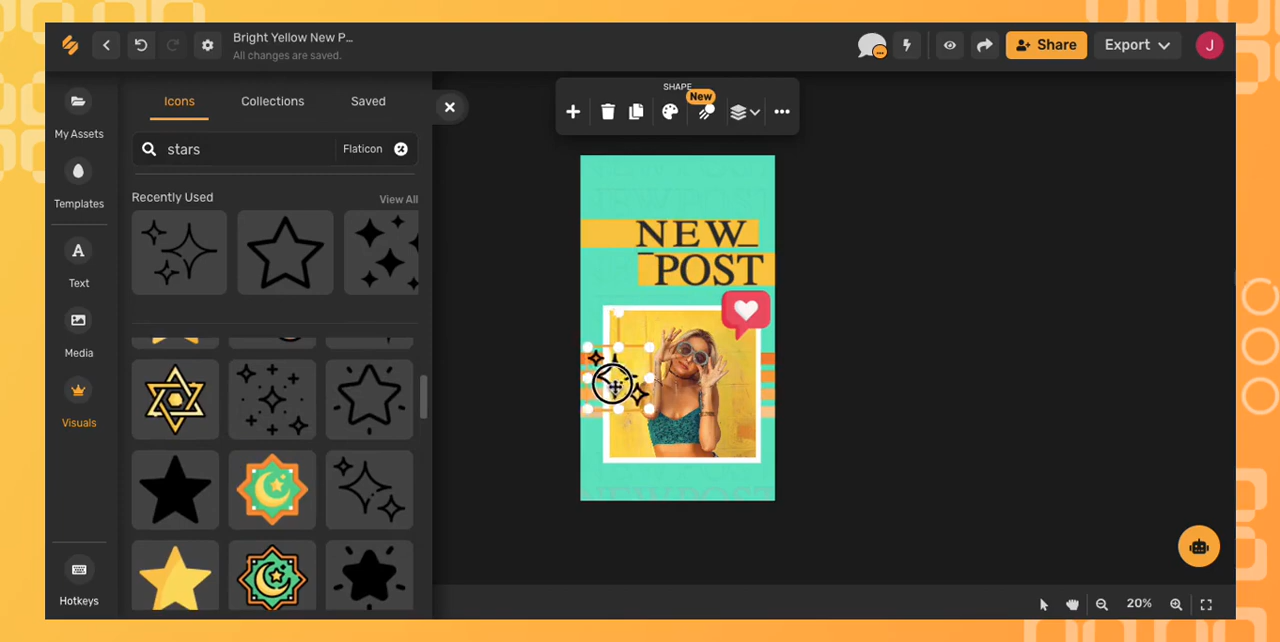 Bright Yellow New P...
All changes are saved.
Share
Export
J
My Assets
Templates
Text
Media
Visuals
Hotkeys
Icons
Collections
Saved
stars
Flaticon
Recently Used
View All
SHAPE
New
NEW
POST
20%